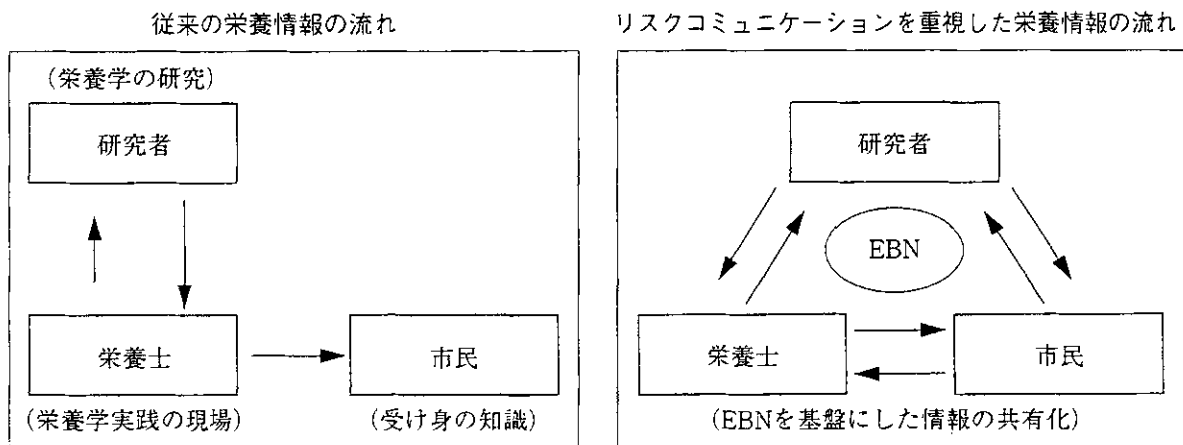 従来の栄養情報の流れ
(栄養学の研究)
研究者
栄養士
市民
(栄養学実践の現場)
(受け身の知識)
リスクコミュニケーションを重視した栄養情報の流れ
研究者
EBN
栄養士
市民
(EBNを基盤にした情報の共有化)